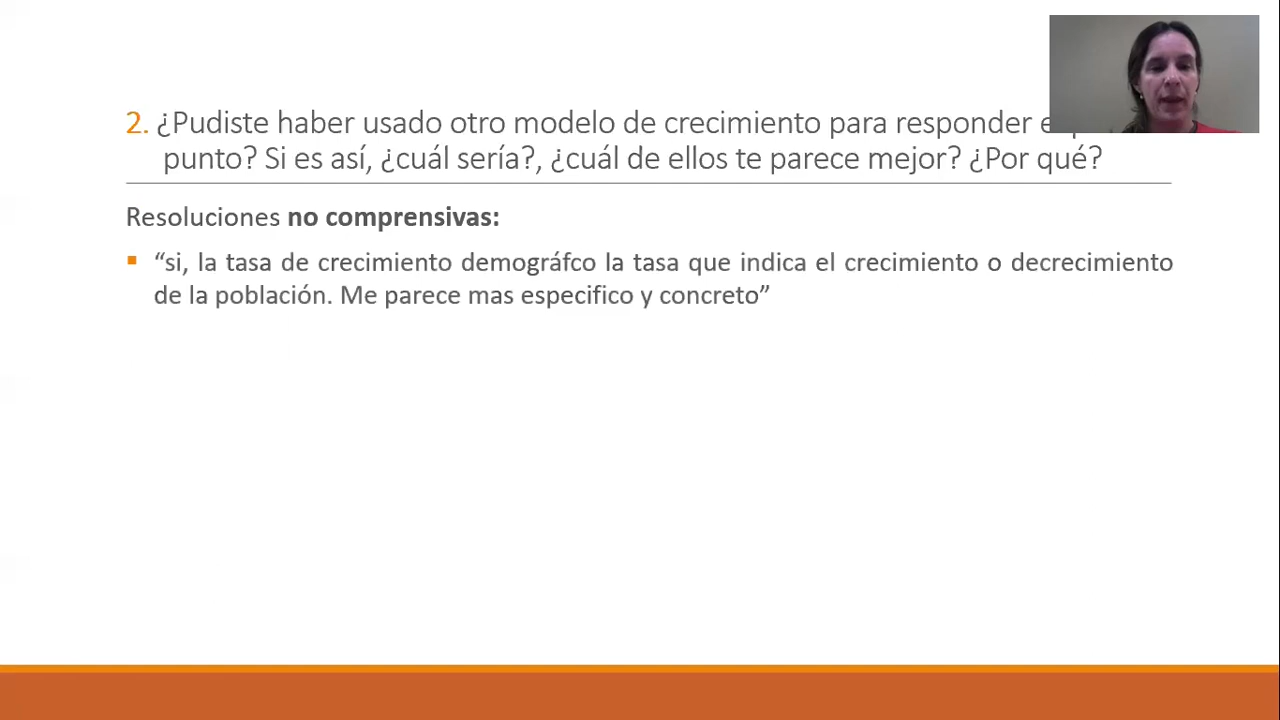 2. ¿Pudiste haber usado otro modelo de crecimiento para responder
punto? Si es así, ¿cuál sería?, ¿cuál de ellos te parece mejor? ¿Por qué?
Resoluciones no comprensivas:
“si, la tasa de crecimiento demográfco la tasa que indica el crecimiento o decrecimiento
de la población. Me parece mas especifico y concreto”